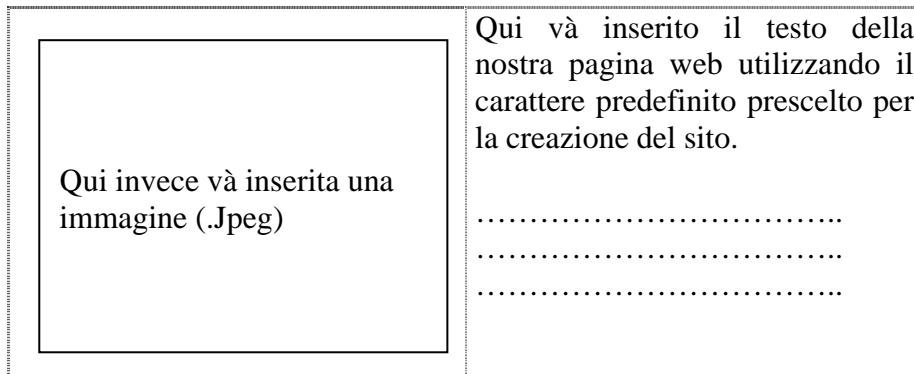 Qui invece và inserita una
immagine (.Jpeg)
Qui và inserito il testo della
nostra pagina web utilizzando il
carattere predefinito prescelto per
la creazione del sito.
……………………………..
……………………………..
……………………………..